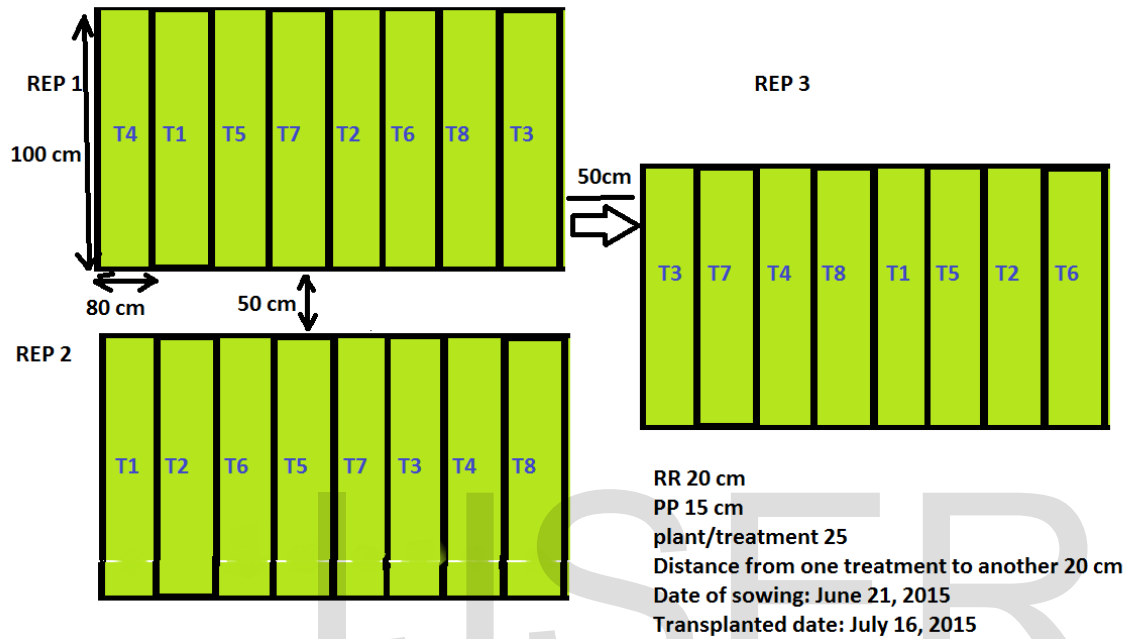 REP 1
T4 T1 T5 T7 T2 T6 T8 T3
100 cm
80 cm
50 cm
50cm
REP 2
T1 T2 T6 T5 T7 T3 T4 T8
REP 3
T3 T7 T4 T8 T1 T5 T2 T6
RR 20 cm
PP 15 cm
plant/treatment 25
Distance from one treatment to another 20 cm
Date of sowing: June 21, 2015
Transplanted date: July 16, 2015
IJSER